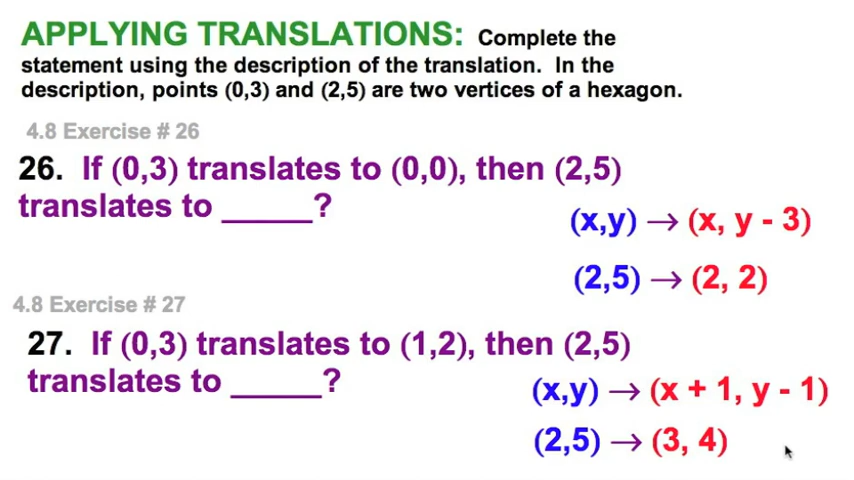 APPLYING TRANSLATIONS: Complete the
statement using the description of the translation. In the
description, points (0,3) and (2,5) are two vertices of a hexagon.
4.8 Exercise # 26
26. If (0,3) translates to (0,0), then (2,5)
translates to _____?
(x,y) → (x, y - 3)
(2,5) → (2, 2)
4.8 Exercise # 27
27. If (0,3) translates to (1,2), then (2,5)
translates to _____?
(x,y) → (x + 1, y - 1)
(2,5) → (3, 4)